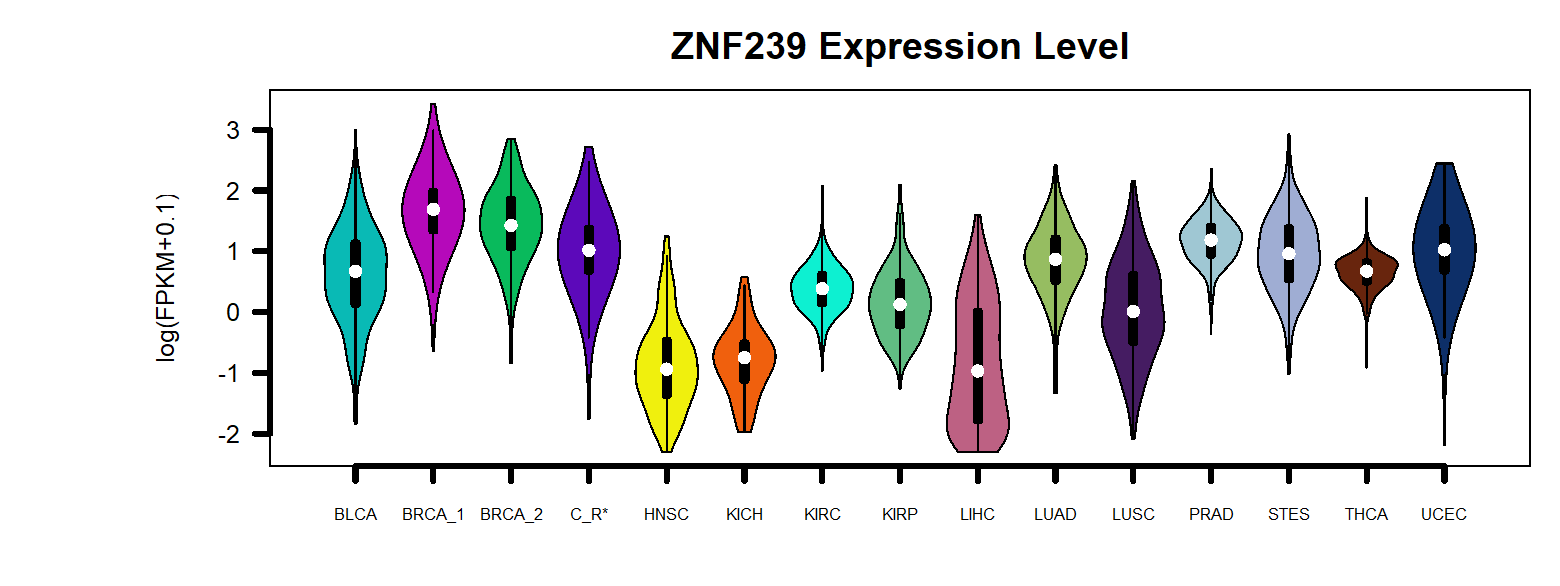 ZNF239 Expression Level
log(FPKM+0.1)
3
2
1
0
-1
-2
BLCA BRCA_1 BRCA_2 C_R* HNSC KICH KIRC KIRP LIHC LUAD LUSC PRAD STES THCA UCEC